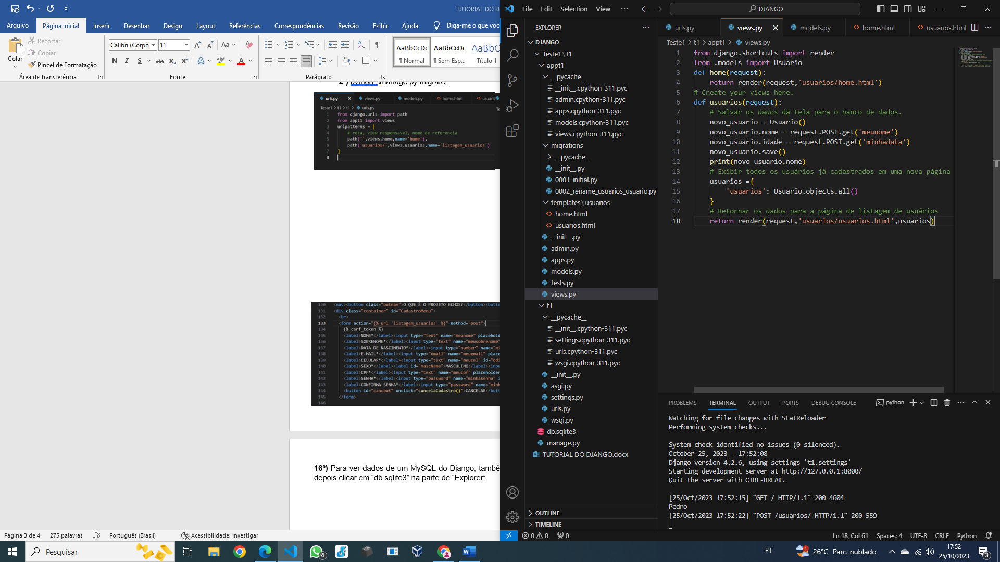 TUTORIAL DO D
Arquivo
Página Inicial
Inserir
Desenhar
Design
Layout
Referências
Correspondências
Revisão
Exibir
Ajuda
Diga-me o que voc
Colar
Recortar
Copiar
Pincel de Formatação
Área de Transferência
Calibri (Corpo)
11
N
I
S
abc
x₂
x²
Fonte
Parágrafo
AaBbCcDc
¶ Normal
AaBbCcDc
¶ Sem Esp...
AaBbC
Título 1
2°) python .\manage.py migrate.
urls.py
views.py
models.py
home.html
usuari
Teste1 > t1 > t1 > urls.py
1 from django.urls import path
2 from appt1 import views
3 urlpatterns = [
4 # rota, view responsavel, nome de referencia
5 path('',views.home,name='home'),
6 path('usuarios/',views.usuarios,name='listagem_usuarios')
7 ]
8
130 <nav><button class="butnav">O QUE É O PROJETO ECHOS?</button><butto
131 <div class="container" id="CadastroMenu">
132 <br>
133 <form action="{% url 'listagem_usuarios' %}" method="post">
134 {% csrf_token %}
135 <label>NOME*</label><input type="text" name="meunome" placehold
136 <label>SOBRENOME*</label><input type="text" name="meusobrenome"
137 <label>DATA DE NASCIMENTO*</label><input type="number" name="mi
138 <label>E-MAIL*</label><input type="email" name="meuemail" place
139 <label>CELULAR*</label><input type="text" name="meucel" id="ddi
140 <label>SEXO*</label><label id="mascName">MASCULINO</label><inpu
141 <label>CPF*</label><input type="text" name="meucpf" placeholder
142 <label>SENHA*</label><input type="password" name="minhasenha" i
143 <label>CONFIRMA SENHA*</label><input type="password" name="minh
144 <button id="cancbut" onclick="cancelaCadastro()">CANCELAR</butt
145 </form>
146
16º) Para ver dados de um MySQL do Django, també
depois clicar em “db.sqlite3” na parte de “Explorer”.
Página 3 de 4
275 palavras
Português (Brasil)
Acessibilidade: investigar
File
Edit
Selection
View
DJANGO
EXPLORER
DJANGO
Teste1\t1
appt1
__pycache__
__init__.cpython-311.pyc
admin.cpython-311.pyc
apps.cpython-311.pyc
models.cpython-311.pyc
views.cpython-311.pyc
migrations
__pycache__
__init__.py
0001_initial.py
0002_rename_usuarios_usuario.py
templates\usuarios
home.html
usuarios.html
__init__.py
admin.py
apps.py
models.py
tests.py
views.py
t1
__pycache__
__init__.cpython-311.pyc
settings.cpython-311.pyc
urls.cpython-311.pyc
wsgi.cpython-311.pyc
__init__.py
asgi.py
settings.py
urls.py
wsgi.py
db.sqlite3
manage.py
TUTORIAL DO DJANGO.docx
OUTLINE
TIMELINE
urls.py
views.py
models.py
home.html
usuarios.html
Teste1 > t1 > appt1 > views.py
1 from django.shortcuts import render
2 from .models import Usuario
3 def home(request):
4 return render(request,'usuarios/home.html')
5 # Create your views here.
6 def usuarios(request):
7 # Salvar os dados da tela para o banco de dados.
8 novo_usuario = Usuario()
9 novo_usuario.nome = request.POST.get('meunome')
10 novo_usuario.idade = request.POST.get('minhadata')
11 novo_usuario.save()
12 print(novo_usuario.nome)
13 # Exibir todos os usuários já cadastrados em uma nova página
14 usuarios ={
15 'usuarios': Usuario.objects.all()
16 }
17 # Retornar os dados para a página de listagem de usuários
18 return render(request,'usuarios/usuarios.html',usuarios)
PROBLEMS
TERMINAL
OUTPUT
PORTS
DEBUG CONSOLE
python
Watching for file changes with StatReloader
Performing system checks...
System check identified no issues (0 silenced).
October 25, 2023 - 17:52:08
Django version 4.2.6, using settings 't1.settings'
Starting development server at http://127.0.0.1:8000/
Quit the server with CTRL-BREAK.
[25/Oct/2023 17:52:15] "GET / HTTP/1.1" 200 4604
Pedro
[25/Oct/2023 17:52:22] "POST /usuarios/ HTTP/1.1" 200 559
0
0
0
Ln 18, Col 61
Spaces: 4
UTF-8
CRLF
Python
Pesquisar
4
PT
1
26°C Parc. nublado
17:52
25/10/2023
3